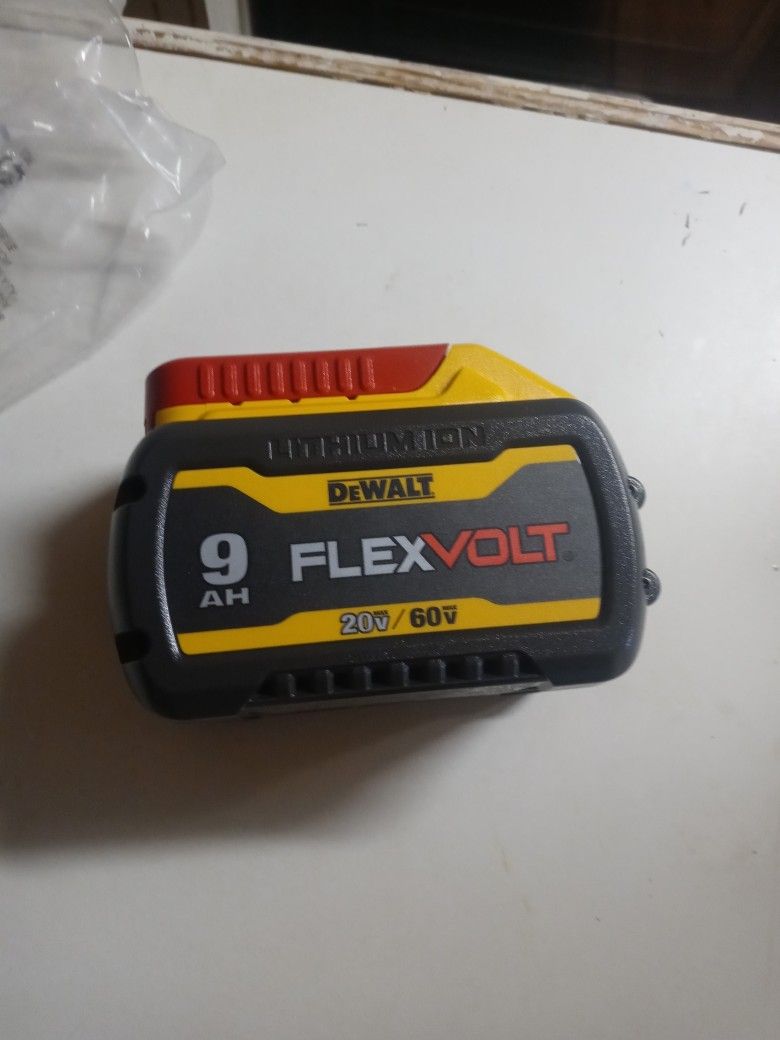 LITHIUM ION
DEWALT
9
AH
FLEXVOLT
20V MAX / 60V MAX